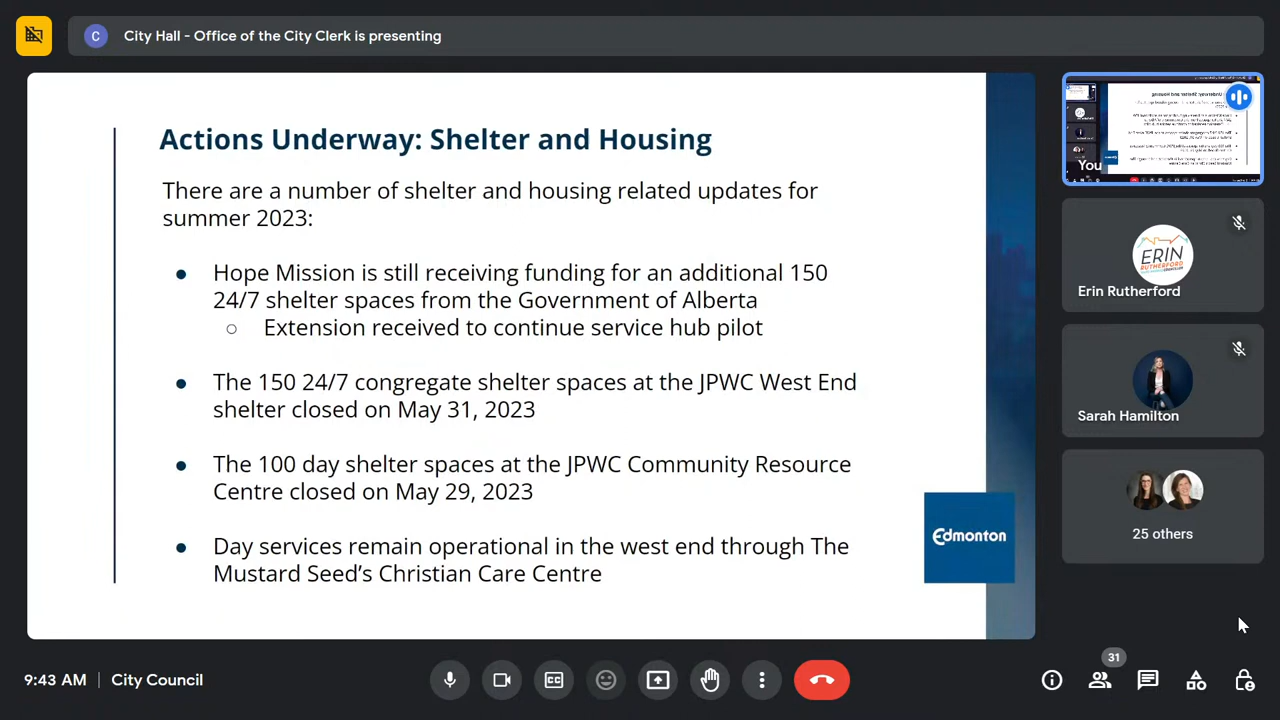 C
City Hall - Office of the City Clerk is presenting
Actions Underway: Shelter and Housing
There are a number of shelter and housing related updates for
summer 2023:
● Hope Mission is still receiving funding for an additional 150
24/7 shelter spaces from the Government of Alberta
○ Extension received to continue service hub pilot
● The 150 24/7 congregate shelter spaces at the JPWC West End
shelter closed on May 31, 2023
● The 100 day shelter spaces at the JPWC Community Resource
Centre closed on May 29, 2023
● Day services remain operational in the west end through The
Mustard Seed’s Christian Care Centre
Edmonton
You
ERIN
RUTHERFORD
Erin Rutherford
Sarah Hamilton
25 others
9:43 AM | City Council
CC
31